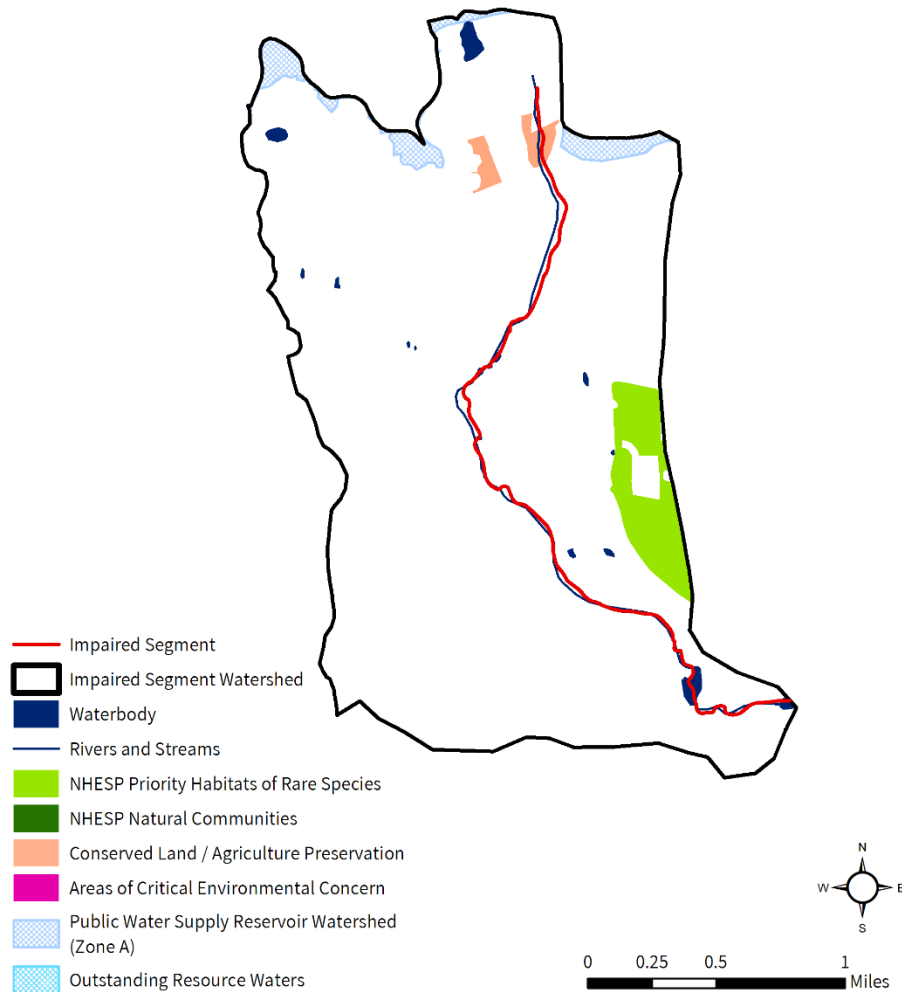 Impaired Segment
Impaired Segment Watershed
Waterbody
Rivers and Streams
NHESP Priority Habitats of Rare Species
NHESP Natural Communities
Conserved Land / Agriculture Preservation
Areas of Critical Environmental Concern
Public Water Supply Reservoir Watershed
(Zone A)
Outstanding Resource Waters
N
W E
S
0 0.25 0.5 1
Miles